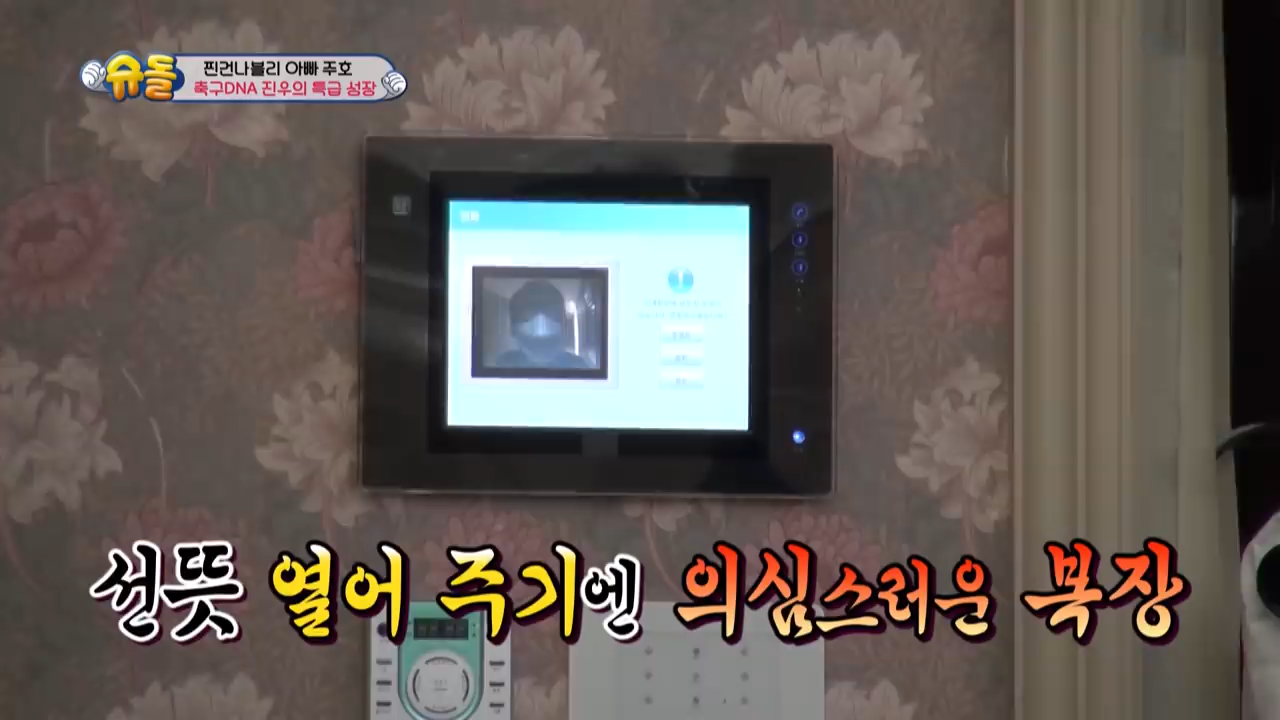 슈돌
찐건나블리 아빠 주호
축구DNA 진우의 특급 성장
선뜻 열어 주기엔 의심스러운 복장